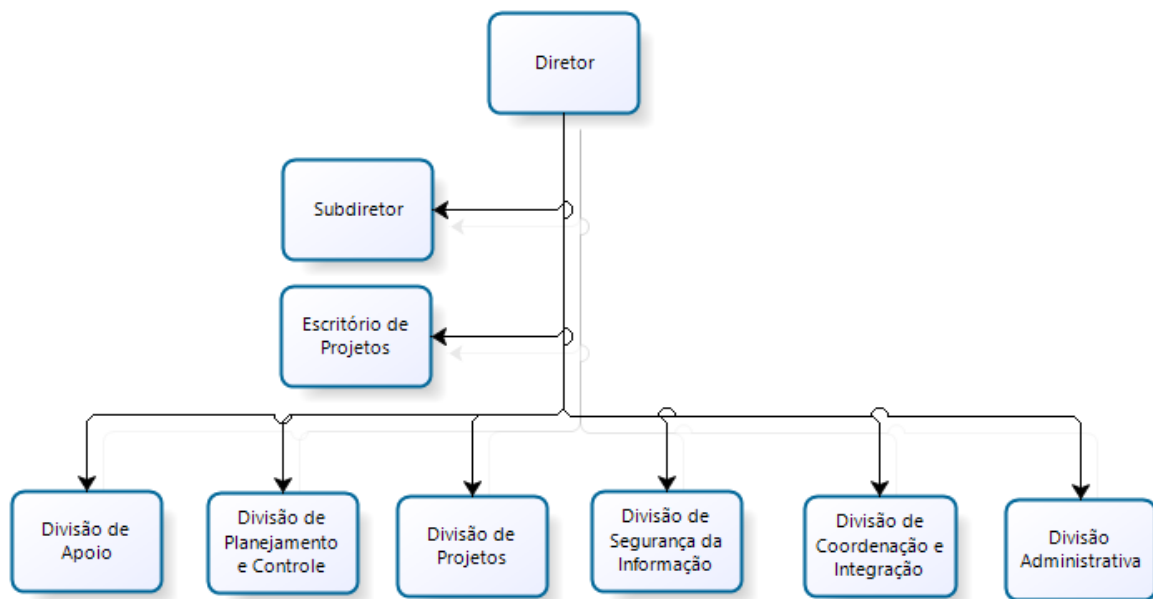 Diretor
Subdiretor
Escritório de
Projetos
Divisão de
Apoio
Divisão de
Planejamento
e Controle
Divisão de
Projetos
Divisão de
Segurança da
Informação
Divisão de
Coordenação e
Integração
Divisão
Administrativa